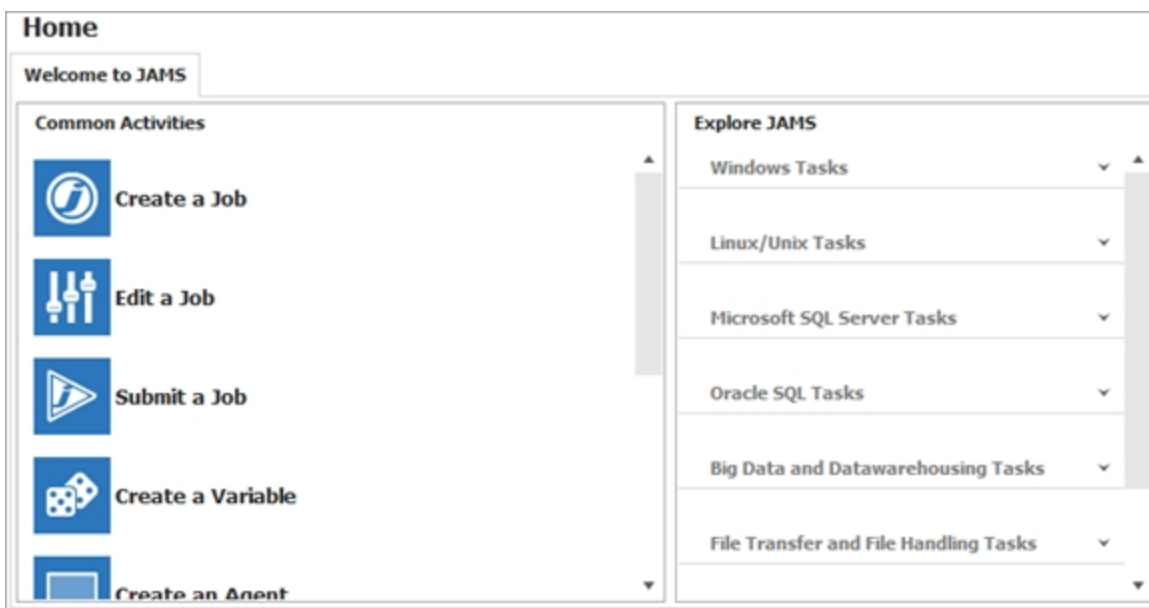 Home
Welcome to JAMS
Common Activities
Create a Job
Edit a Job
Submit a Job
Create a Variable
Create an Agent
Explore JAMS
Windows Tasks
Linux/Unix Tasks
Microsoft SQL Server Tasks
Oracle SQL Tasks
Big Data and Datawarehousing Tasks
File Transfer and File Handling Tasks